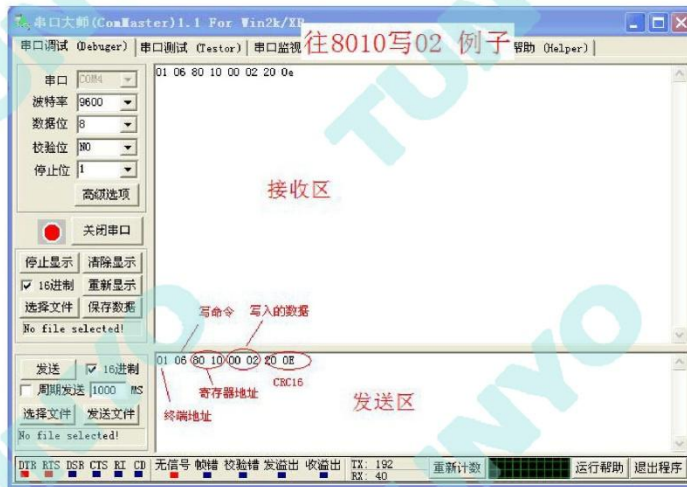 串口大师(ComMaster)1.1 For Win2k/XP
往8010写02 例子
串口调试 (Debuger) 串口测试 (Testor) 串口监视 帮助 (Helper)
串口 COM4
波特率 9600
数据位 8
校验位 NO
停止位 1
高级选项
关闭串口
停止显示 清除显示
16进制 重新显示
选择文件 保存数据
No file selected!
01 06 80 10 00 02 20 0e
接收区
写命令 写入的数据
发送 16进制
周期发送 1000 ms
选择文件 发送文件
No file selected!
01 06 80 10 00 02 20 0E
寄存器地址 CRC16
终端地址
发送区
DTR RTS DSR CTS RI CD 无信号 帧错 校验错 发溢出 收溢出 TX: 192 RX: 40 重新计数 运行帮助 退出程序
TUNYO